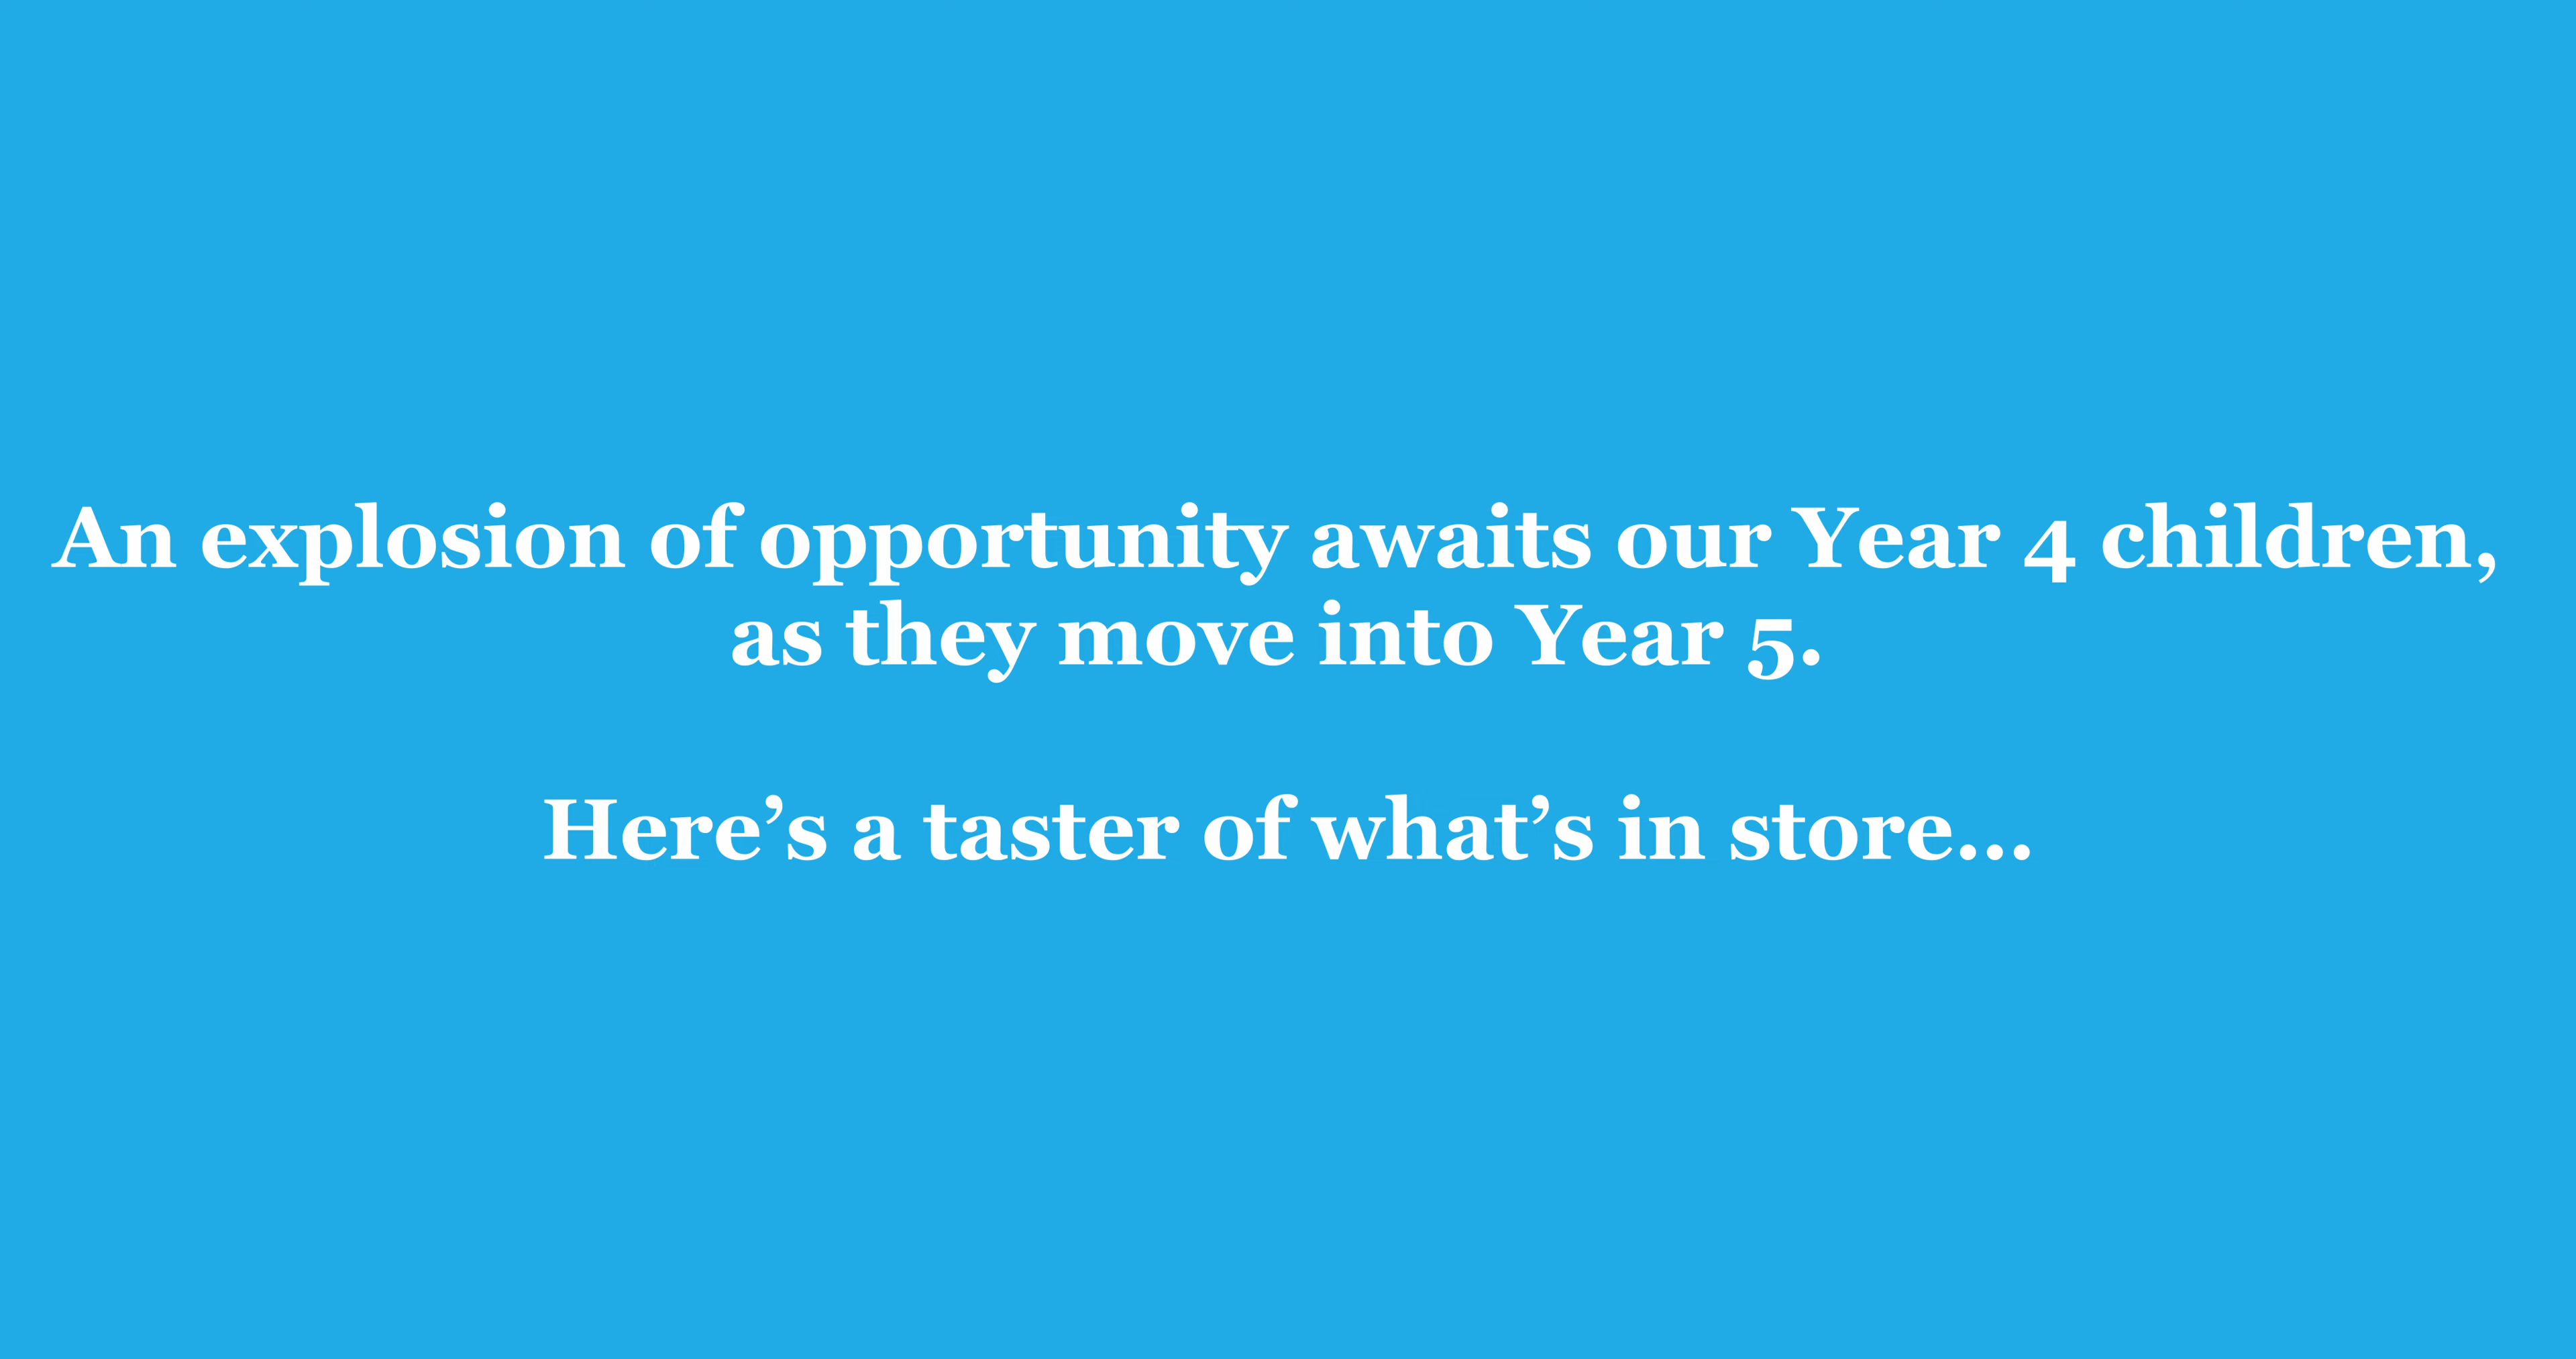 An explosion of opportunity awaits our Year 4 children,
as they move into Year 5.
Here’s a taster of what’s in store...